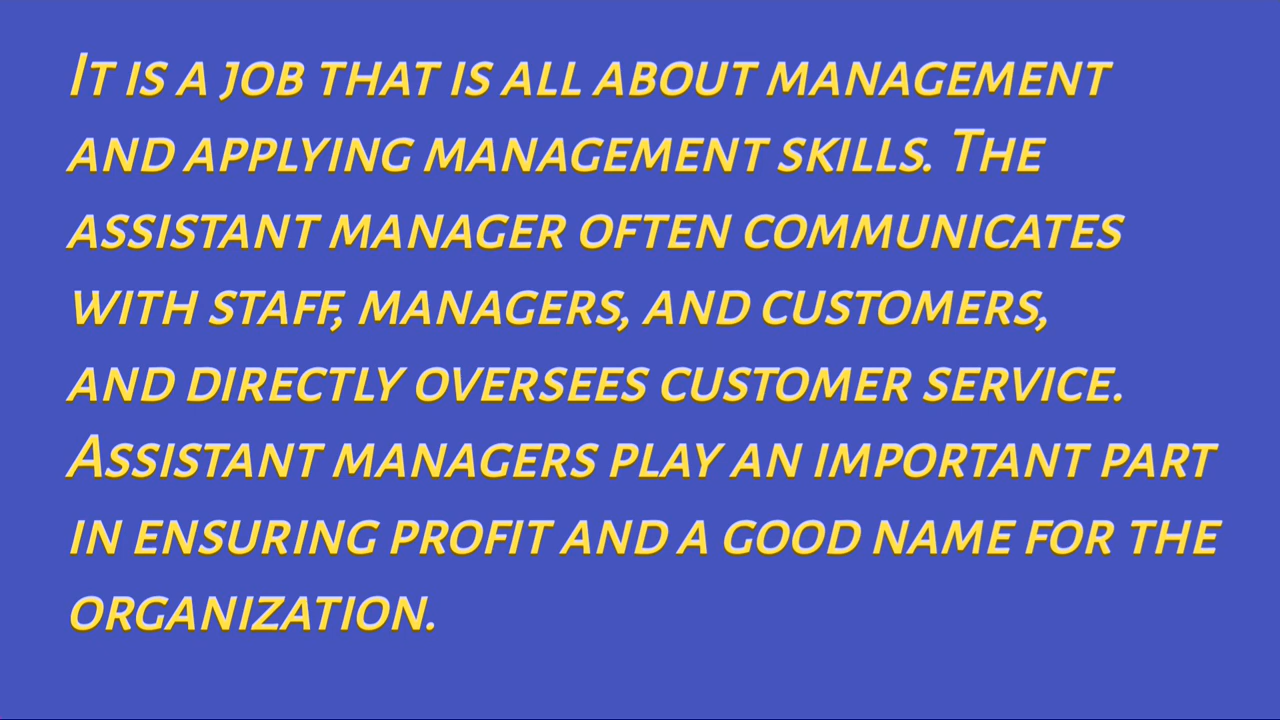 It is a job that is all about management
and applying management skills. The
assistant manager often communicates
with staff, managers, and customers,
and directly oversees customer service.
Assistant managers play an important part
in ensuring profit and a good name for the
organization.